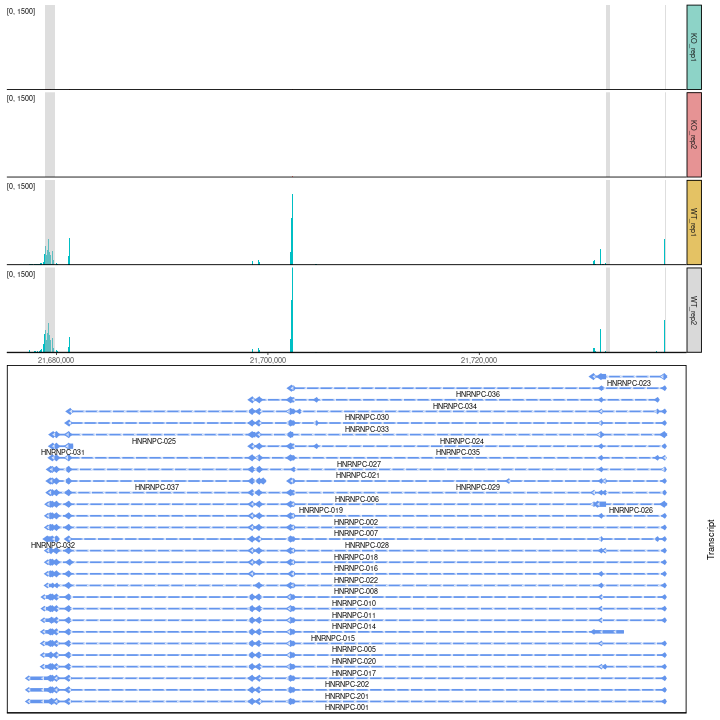 [0, 1500]
KO_rep1
[0, 1500]
KO_rep2
[0, 1500]
WT_rep1
[0, 1500]
WT_rep2
21,680,000 21,700,000 21,720,000
HNRNPC-023
HNRNPC-036
HNRNPC-034
HNRNPC-030
HNRNPC-033
HNRNPC-025 HNRNPC-024
HNRNPC-031 HNRNPC-035
HNRNPC-027
HNRNPC-021
HNRNPC-037 HNRNPC-029
HNRNPC-006
HNRNPC-019 HNRNPC-026
HNRNPC-002
HNRNPC-007
HNRNPC-032 HNRNPC-028
HNRNPC-018
HNRNPC-016
HNRNPC-022
HNRNPC-008
HNRNPC-010
HNRNPC-011
HNRNPC-014
HNRNPC-015
HNRNPC-005
HNRNPC-020
HNRNPC-017
HNRNPC-202
HNRNPC-201
HNRNPC-001
Transcript